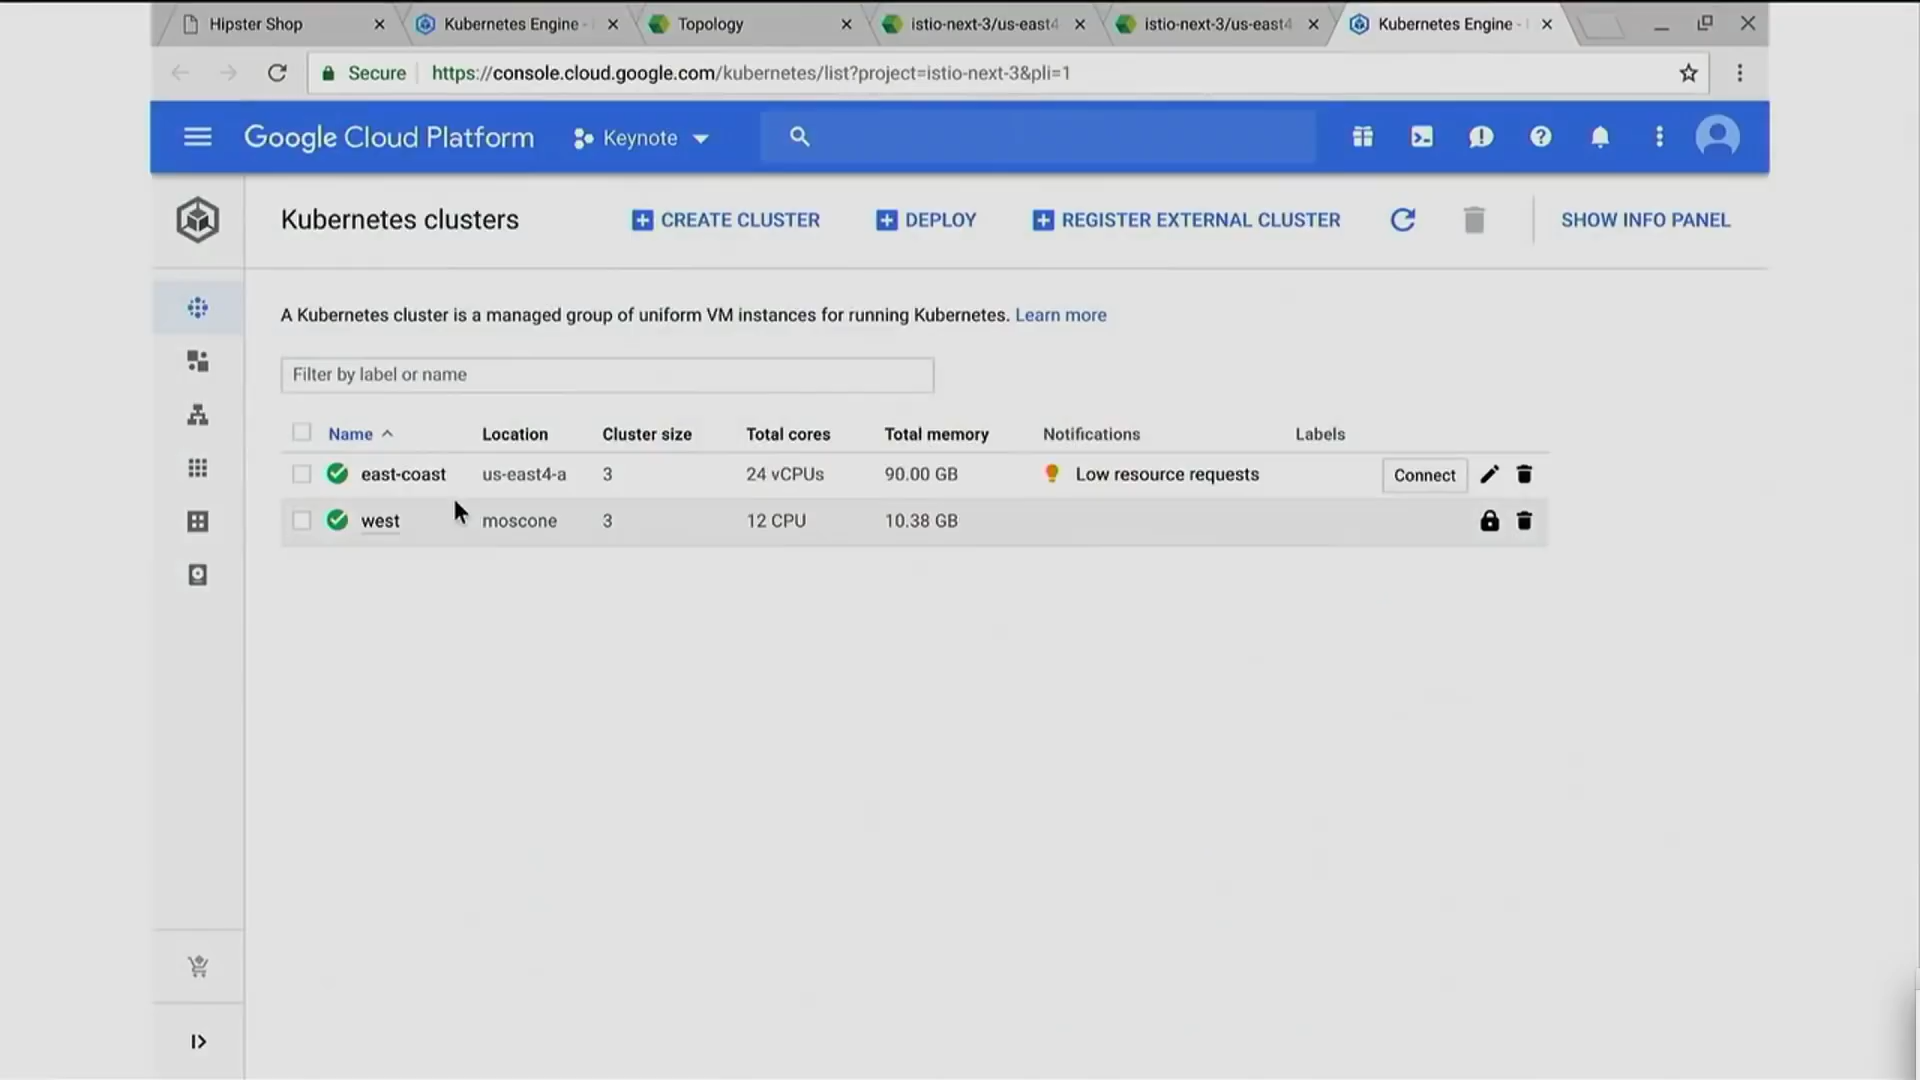 Hipster Shop
Kubernetes Engine -
Topology
istio-next-3/us-east4
istio-next-3/us-east4
Kubernetes Engine -
Secure
https://console.cloud.google.com/kubernetes/list?project=istio-next-3&pli=1
Google Cloud Platform
Keynote
Kubernetes clusters
CREATE CLUSTER
DEPLOY
REGISTER EXTERNAL CLUSTER
SHOW INFO PANEL
A Kubernetes cluster is a managed group of uniform VM instances for running Kubernetes. Learn more
Filter by label or name
Name Location Cluster size Total cores Total memory Notifications Labels
east-coast us-east4-a 3 24 vCPUs 90.00 GB Low resource requests Connect
west moscone 3 12 CPU 10.38 GB